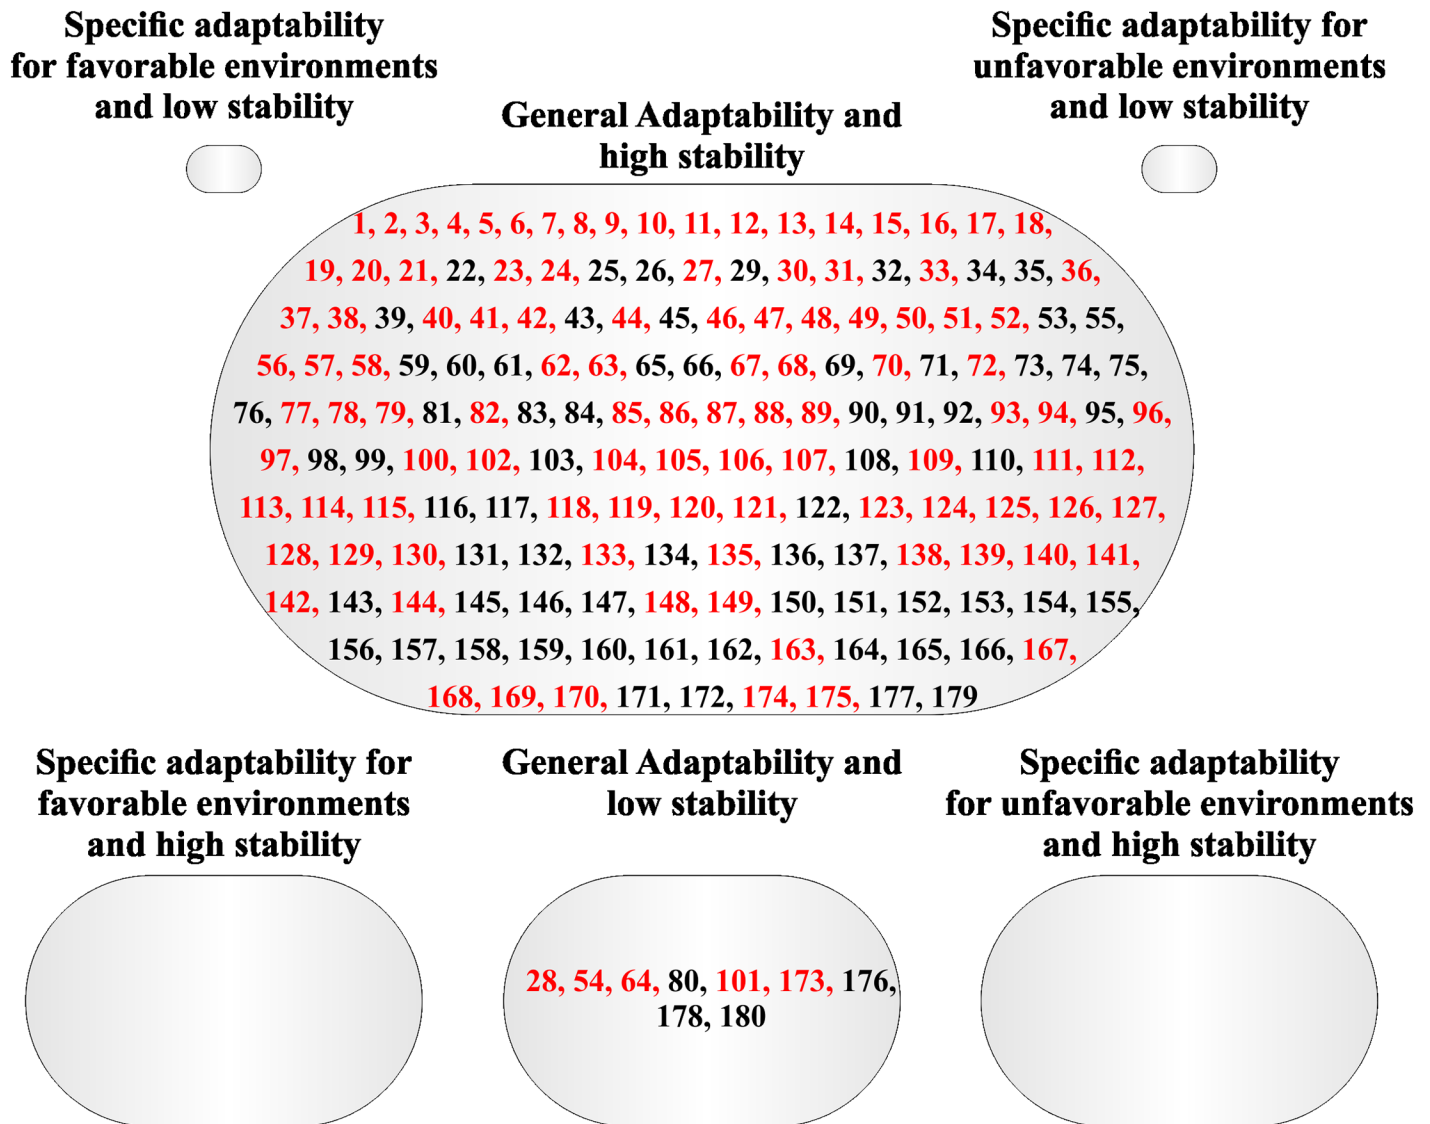 Specific adaptability
for favorable environments
and low stability
Specific adaptability for
unfavorable environments
and low stability
General Adaptability and
high stability
1, 2, 3, 4, 5, 6, 7, 8, 9, 10, 11, 12, 13, 14, 15, 16, 17, 18,
19, 20, 21, 22, 23, 24, 25, 26, 27, 29, 30, 31, 32, 33, 34, 35, 36,
37, 38, 39, 40, 41, 42, 43, 44, 45, 46, 47, 48, 49, 50, 51, 52, 53, 55,
56, 57, 58, 59, 60, 61, 62, 63, 65, 66, 67, 68, 69, 70, 71, 72, 73, 74, 75,
76, 77, 78, 79, 81, 82, 83, 84, 85, 86, 87, 88, 89, 90, 91, 92, 93, 94, 95, 96,
97, 98, 99, 100, 102, 103, 104, 105, 106, 107, 108, 109, 110, 111, 112,
113, 114, 115, 116, 117, 118, 119, 120, 121, 122, 123, 124, 125, 126, 127,
128, 129, 130, 131, 132, 133, 134, 135, 136, 137, 138, 139, 140, 141,
142, 143, 144, 145, 146, 147, 148, 149, 150, 151, 152, 153, 154, 155,
156, 157, 158, 159, 160, 161, 162, 163, 164, 165, 166, 167,
168, 169, 170, 171, 172, 174, 175, 177, 179
Specific adaptability for
favorable environments
and high stability
General Adaptability and
low stability
Specific adaptability
for unfavorable environments
and high stability
28, 54, 64, 80, 101, 173, 176,
178, 180